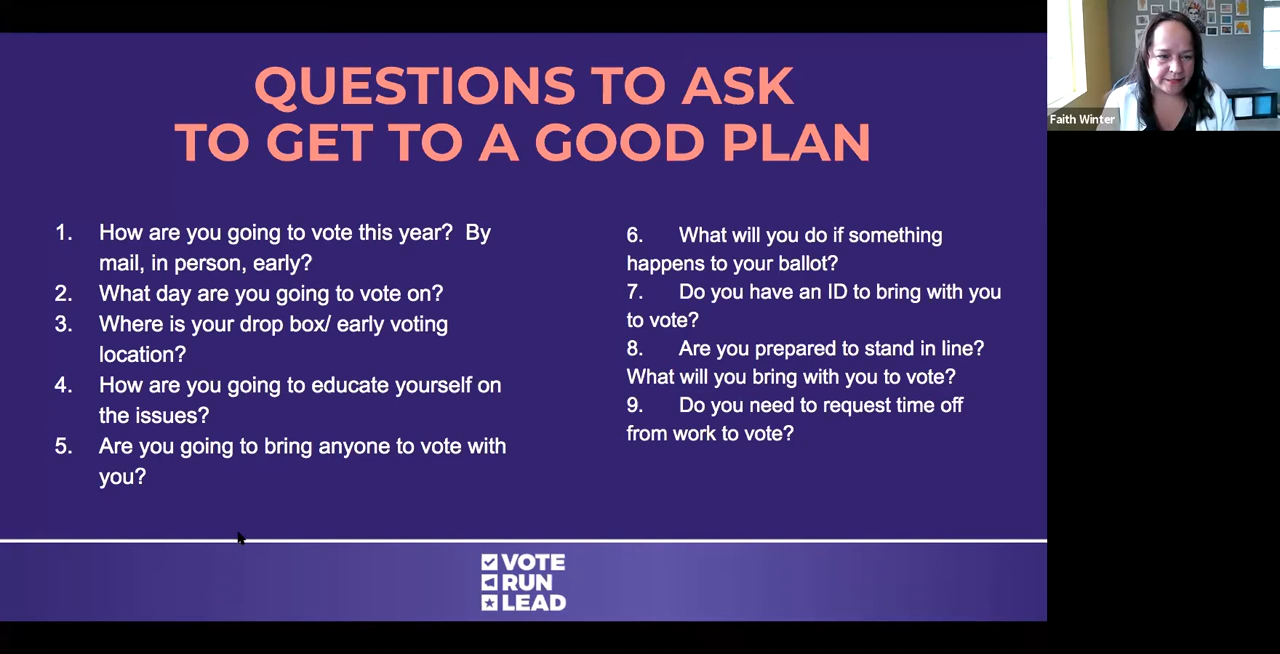 QUESTIONS TO ASK
TO GET TO A GOOD PLAN
1. How are you going to vote this year?  By
mail, in person, early?
2. What day are you going to vote on?
3. Where is your drop box/ early voting
location?
4. How are you going to educate yourself on
the issues?
5. Are you going to bring anyone to vote with
you?
6. What will you do if something
happens to your ballot?
7. Do you have an ID to bring with you
to vote?
8. Are you prepared to stand in line?
What will you bring with you to vote?
9. Do you need to request time off
from work to vote?
VOTE
RUN
LEAD
Faith Winter